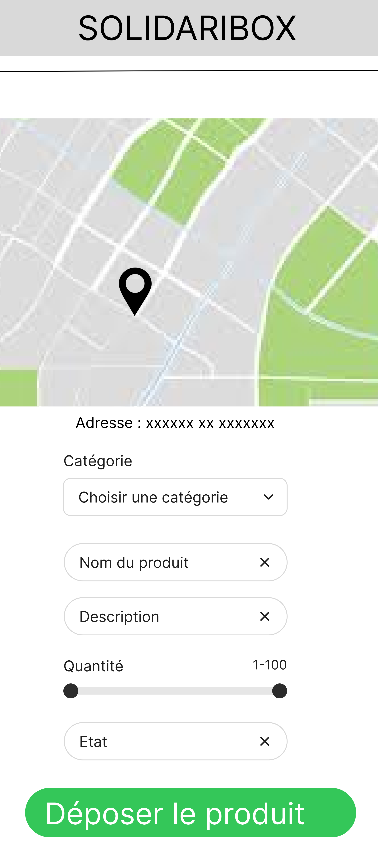 SOLIDARIBOX
Adresse : xxxxxx xx xxxxxxx
Catégorie
Choisir une catégorie
Nom du produit
Description
Quantité 1-100
Etat
Déposer le produit